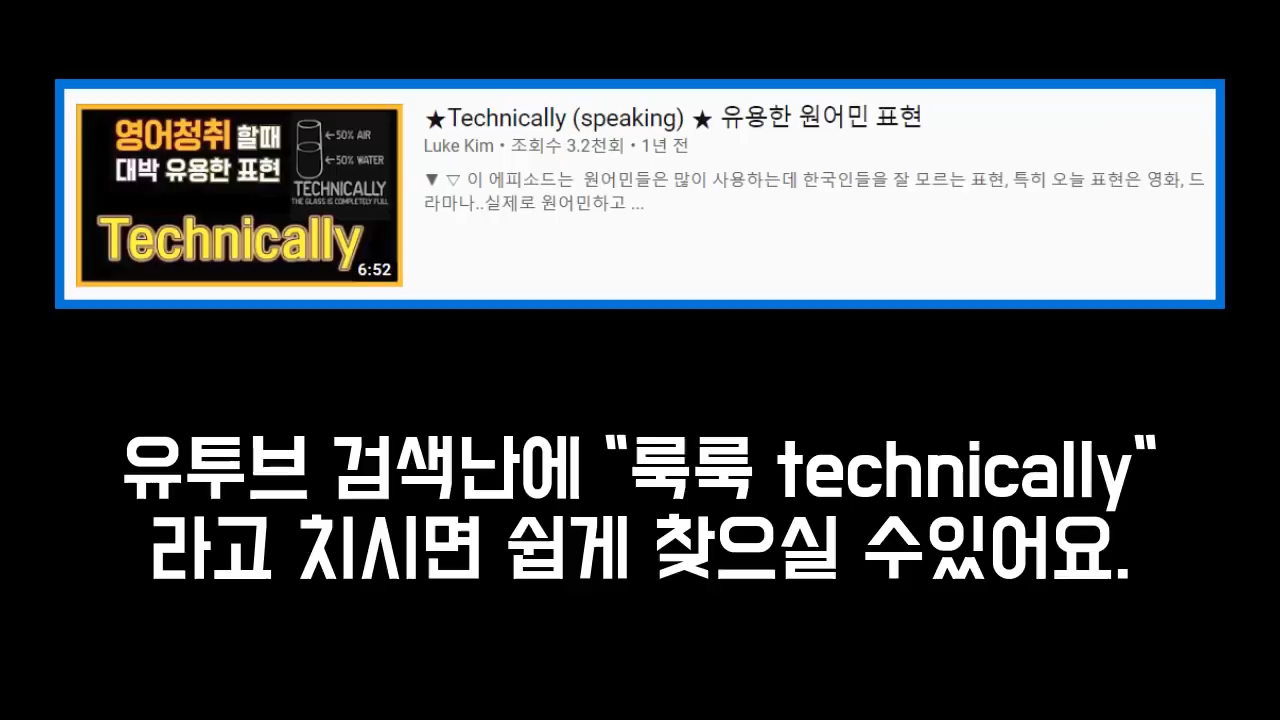 영어청취 할때
대박 유용한 표현
←50% AIR
←50% WATER
TECHNICALLY
THE GLASS IS COMPLETELY FULL
Technically
6:52
★Technically (speaking) ★ 유용한 원어민 표현
Luke Kim • 조회수 3.2천회 • 1년 전
▼ ▽ 이 에피소드는 원어민들은 많이 사용하는데 한국인들을 잘 모르는 표현, 특히 오늘 표현은 영화, 드
라마나..실제로 원어민하고 ...
유투브 검색난에 “룩룩 technically“
라고 치시면 쉽게 찾으실 수있어요.